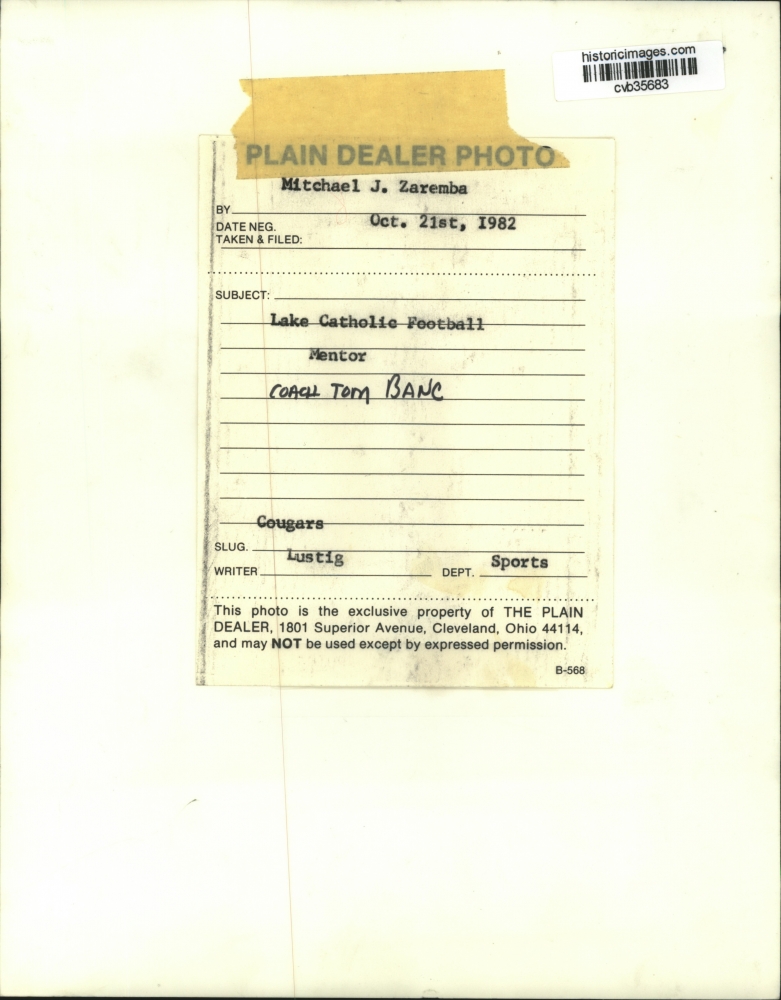 historicimages.com
cvb35683
PLAIN DEALER PHOTO
Mitchael J. Zaremba
BY
Oct. 21st, I982
DATE NEG.
TAKEN & FILED:
SUBJECT:
Lake Catholic Football
Mentor
COACH TOM BANC
Cougars
SLUG.
Lustig Sports
WRITER DEPT.
This photo is the exclusive property of THE PLAIN
DEALER, 1801 Superior Avenue, Cleveland, Ohio 44114,
and may NOT be used except by expressed permission.
B-568